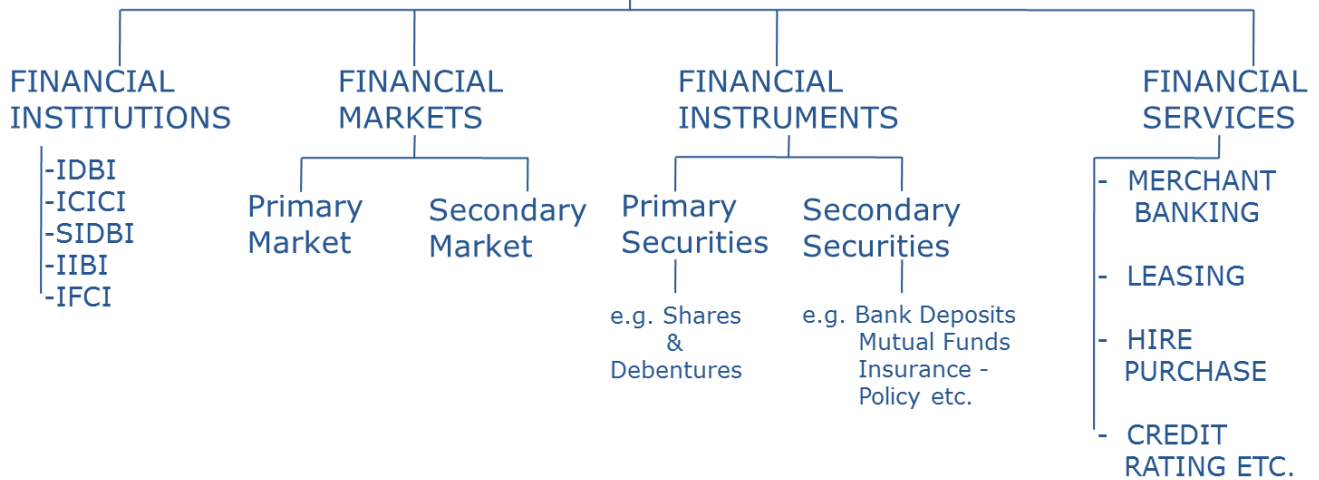 FINANCIAL
INSTITUTIONS
-IDBI
-ICICI
-SIDBI
-IIBI
-IFCI
FINANCIAL
MARKETS
Primary
Market
Secondary
Market
FINANCIAL
INSTRUMENTS
Primary
Securities
e.g. Shares
&
Debentures
Secondary
Securities
e.g. Bank Deposits
Mutual Funds
Insurance -
Policy etc.
FINANCIAL
SERVICES
- MERCHANT
BANKING
- LEASING
- HIRE
PURCHASE
- CREDIT
RATING ETC.